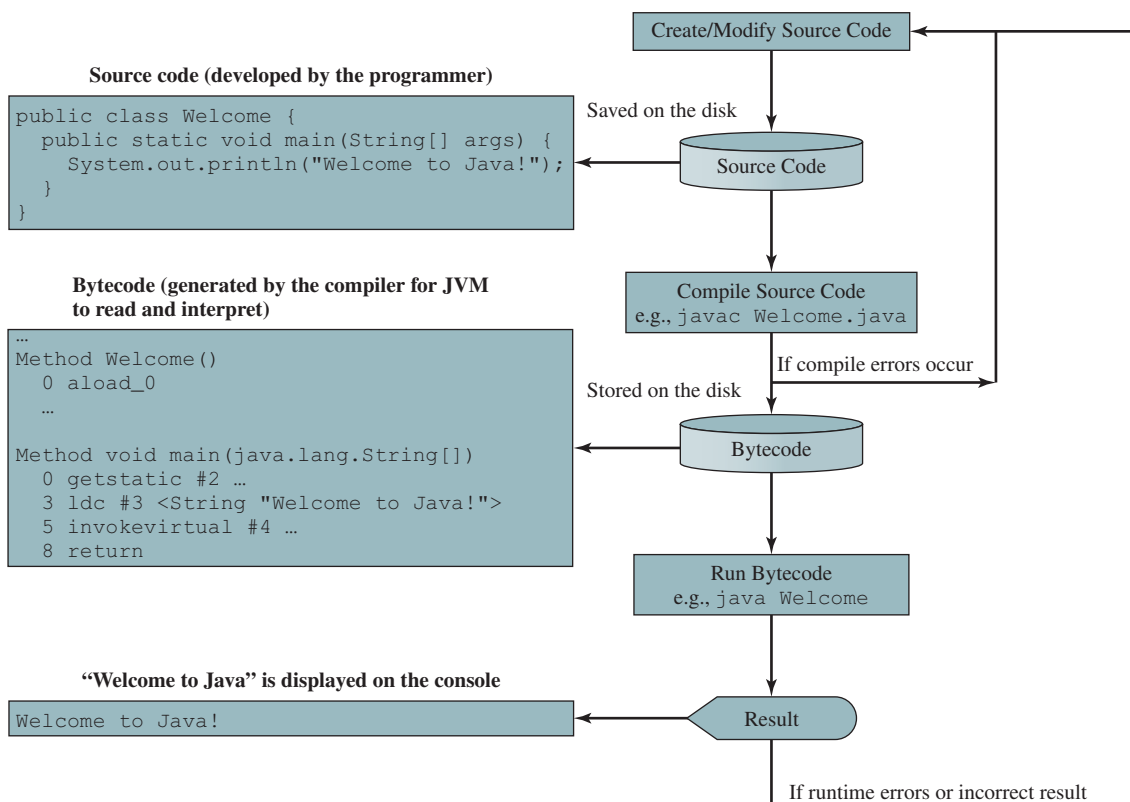 Create/Modify Source Code
Source code (developed by the programmer)
public class Welcome {
public static void main(String[] args) {
System.out.println("Welcome to Java!");
}
}
Saved on the disk
Source Code
Compile Source Code
e.g., javac Welcome.java
If compile errors occur
Bytecode (generated by the compiler for JVM
to read and interpret)
…
Method Welcome()
0 aload_0
…
Method void main(java.lang.String[])
0 getstatic #2 …
3 ldc #3 <String "Welcome to Java!">
5 invokevirtual #4 …
8 return
Stored on the disk
Bytecode
Run Bytecode
e.g., java Welcome
“Welcome to Java” is displayed on the console
Welcome to Java!
Result
If runtime errors or incorrect result